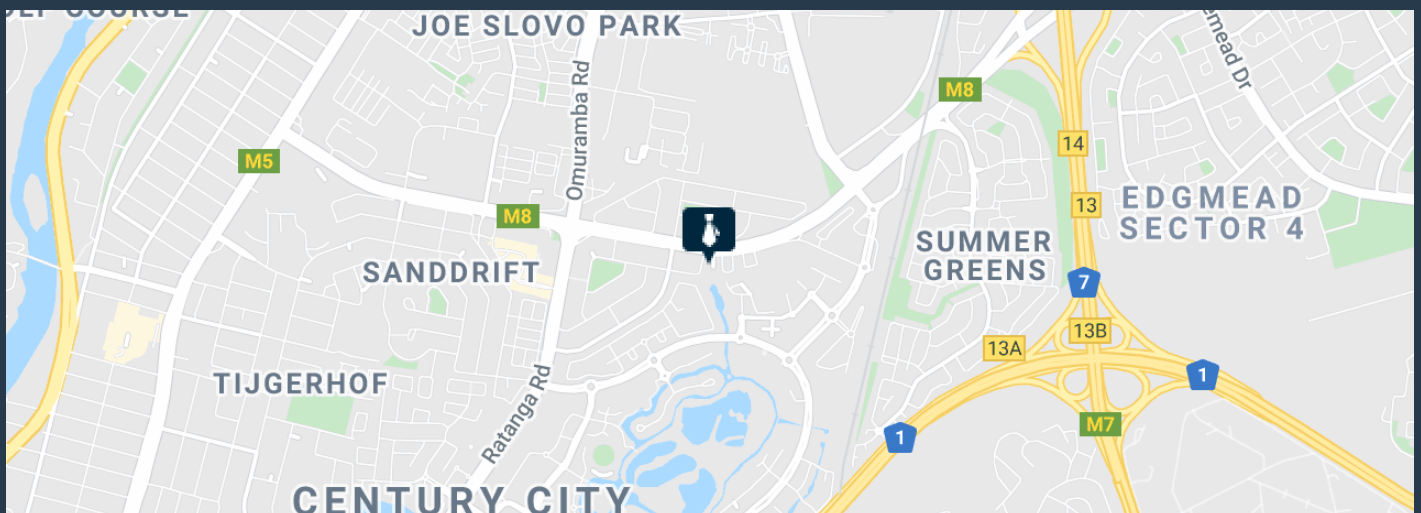 JOE SLOVO PARK
Omuramba Rd
M8
14
M5
13
EDGMEAD
SECTOR 4
M8
SUMMER
GREENS
SANDDRIFT
7
13B
13A
1
TIJGERHOF
Ratanga Rd
M7
1
CENTURY CITY